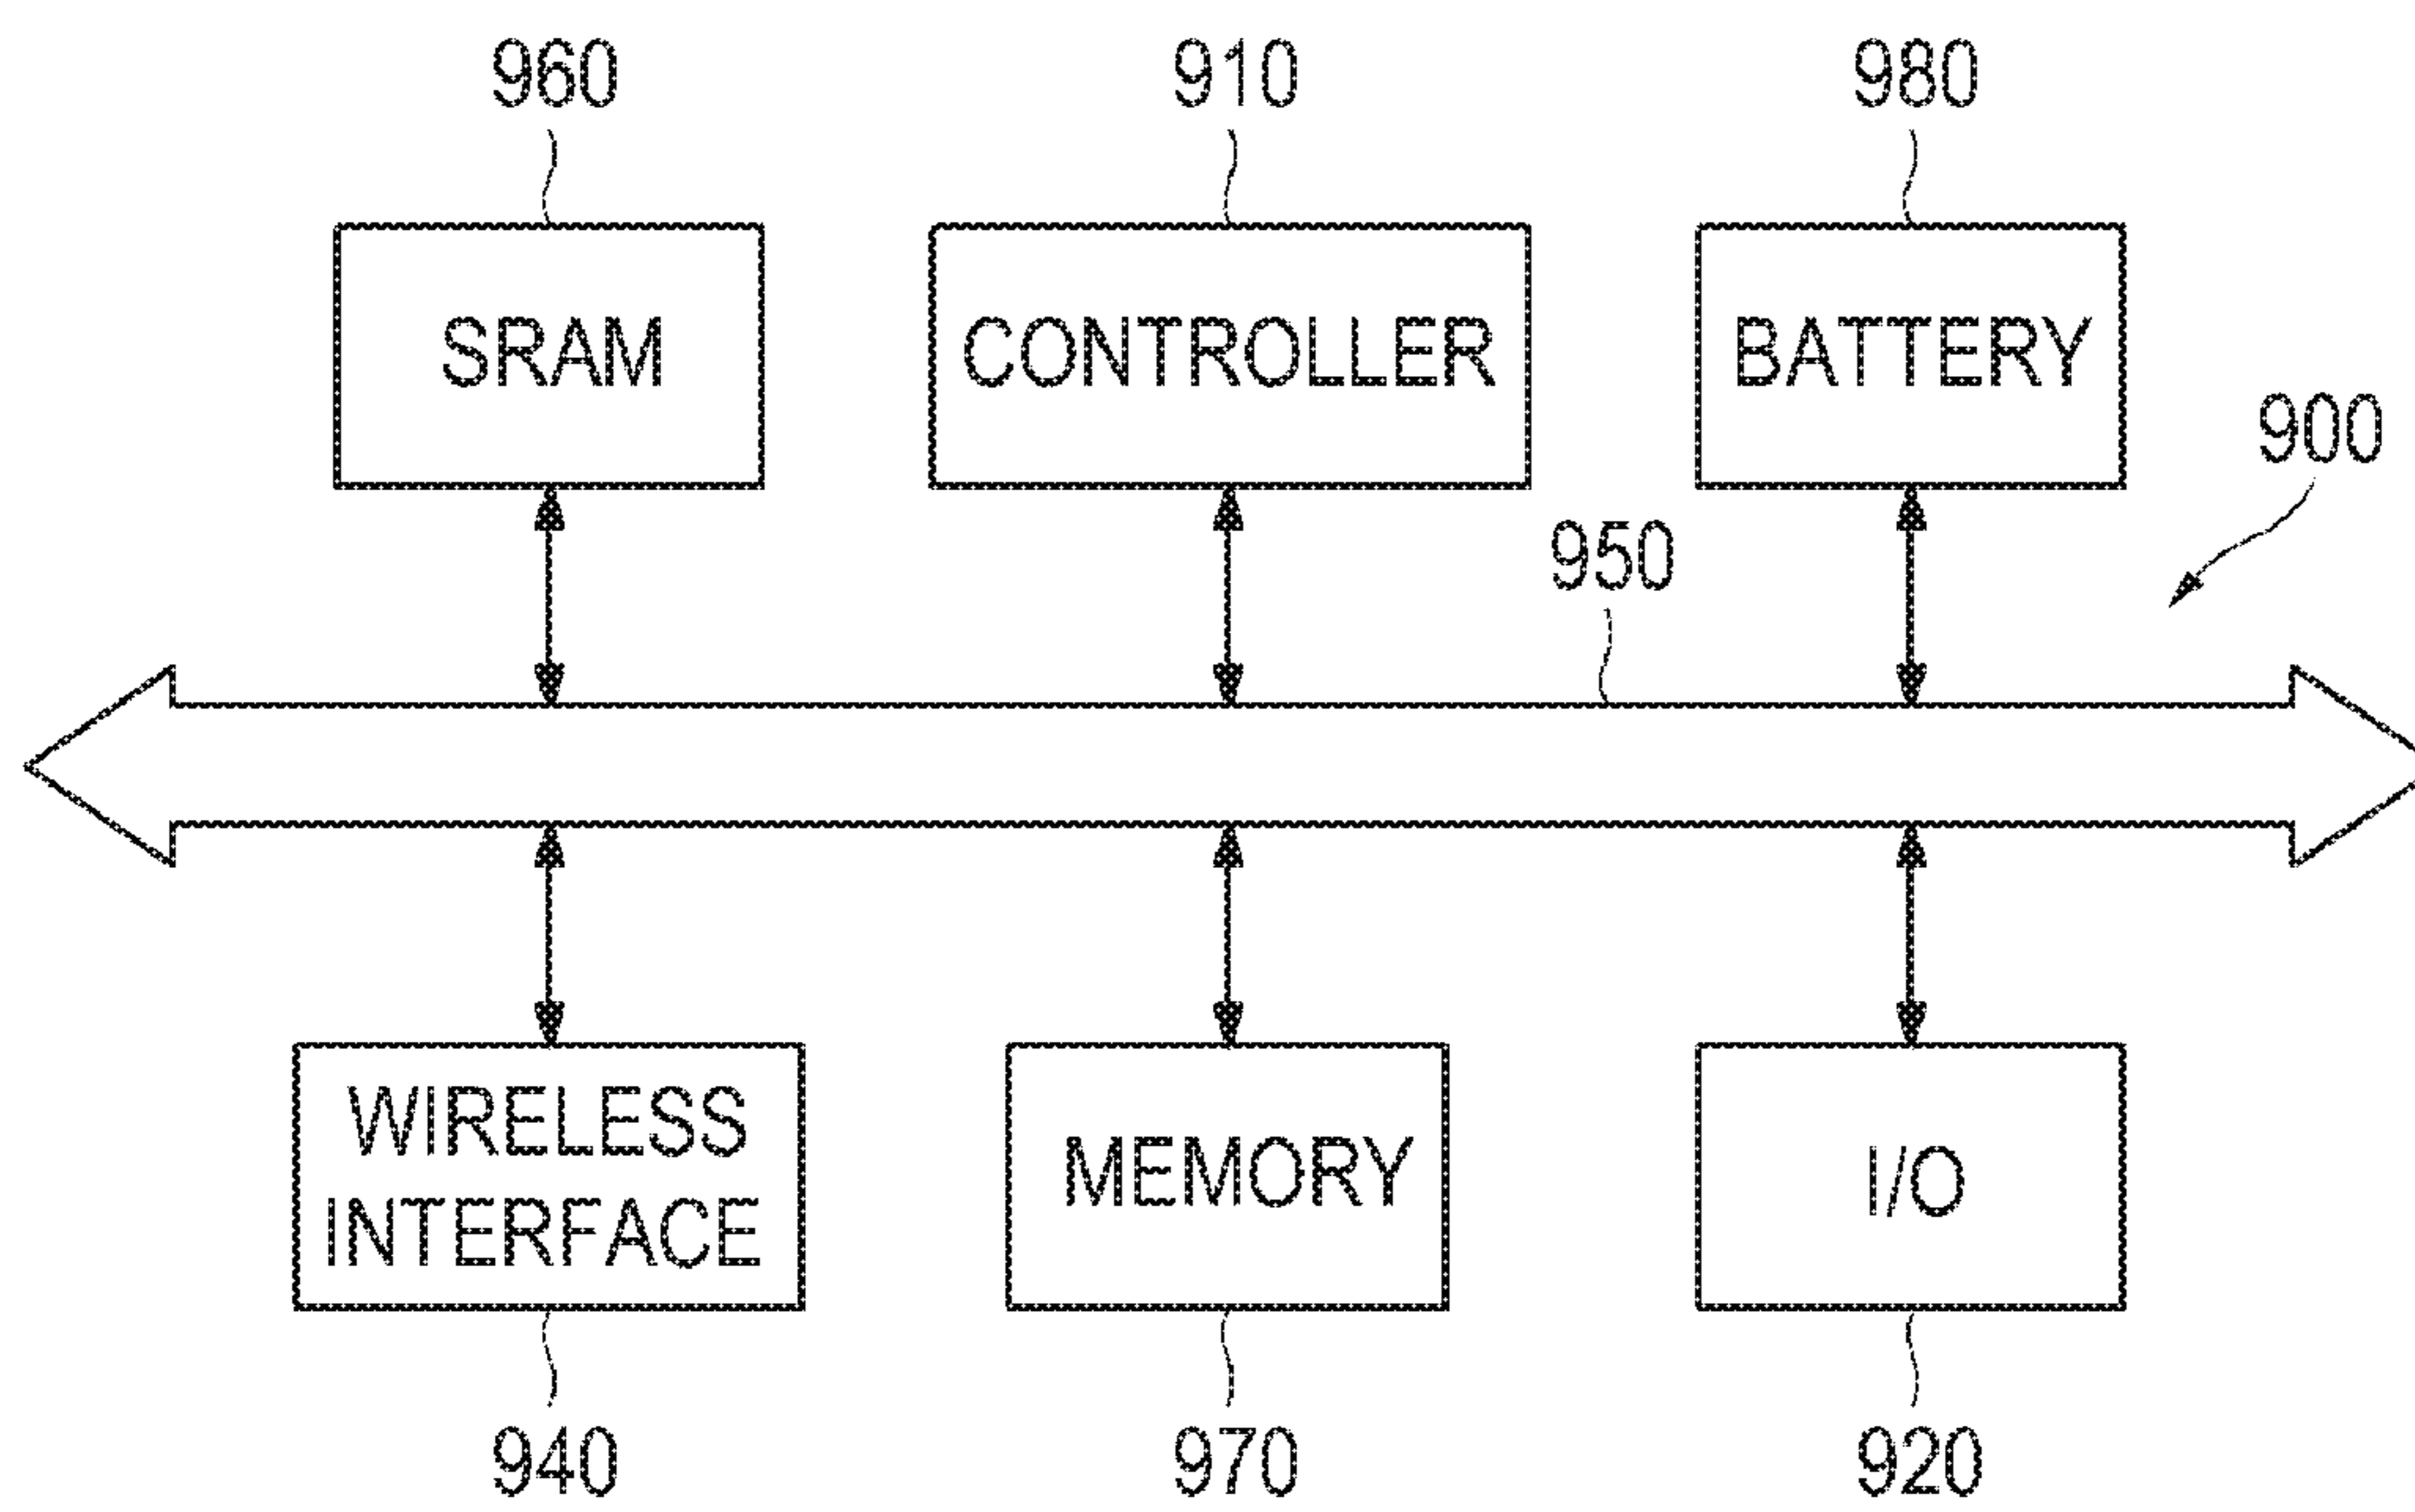 960
910
980
SRAM
CONTROLLER
BATTERY
900
950
WIRELESS
INTERFACE
MEMORY
I/O
940
970
920